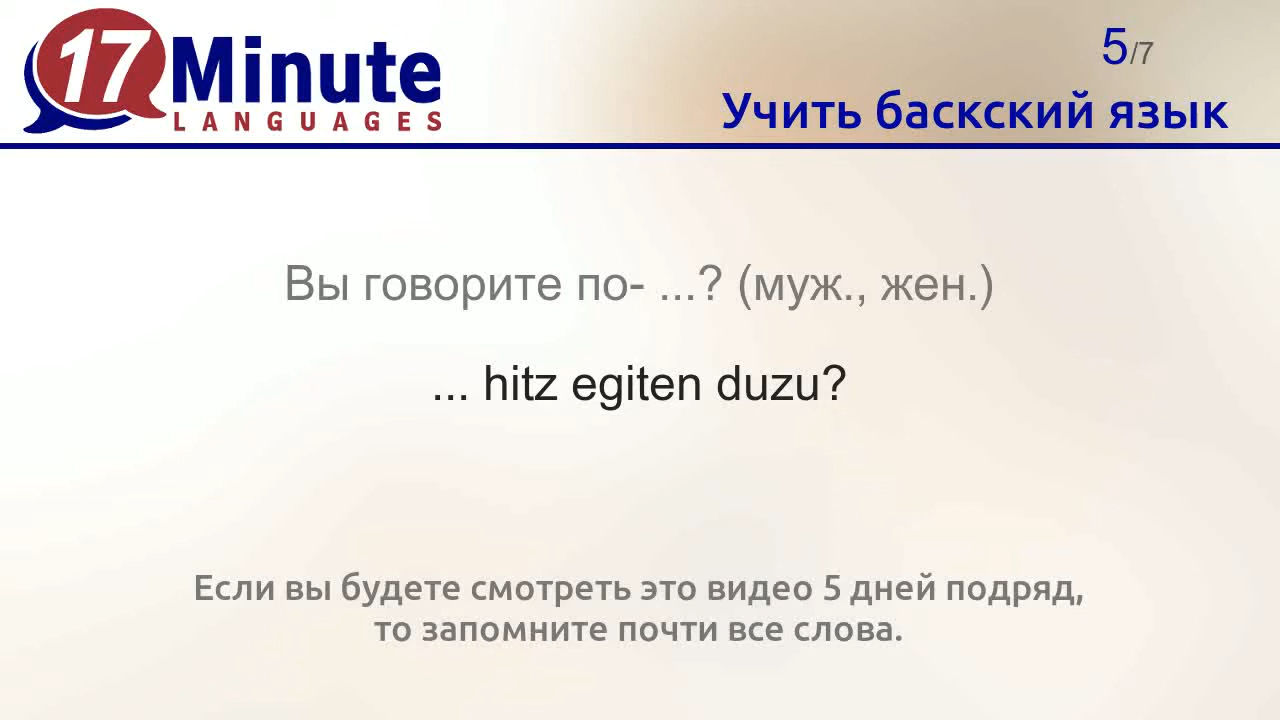 17 Minute
LANGUAGES
5/7
Учить баскский язык
Вы говорите по- ...? (муж., жен.)
... hitz egiten duzu?
Если вы будете смотреть это видео 5 дней подряд,
то запомните почти все слова.